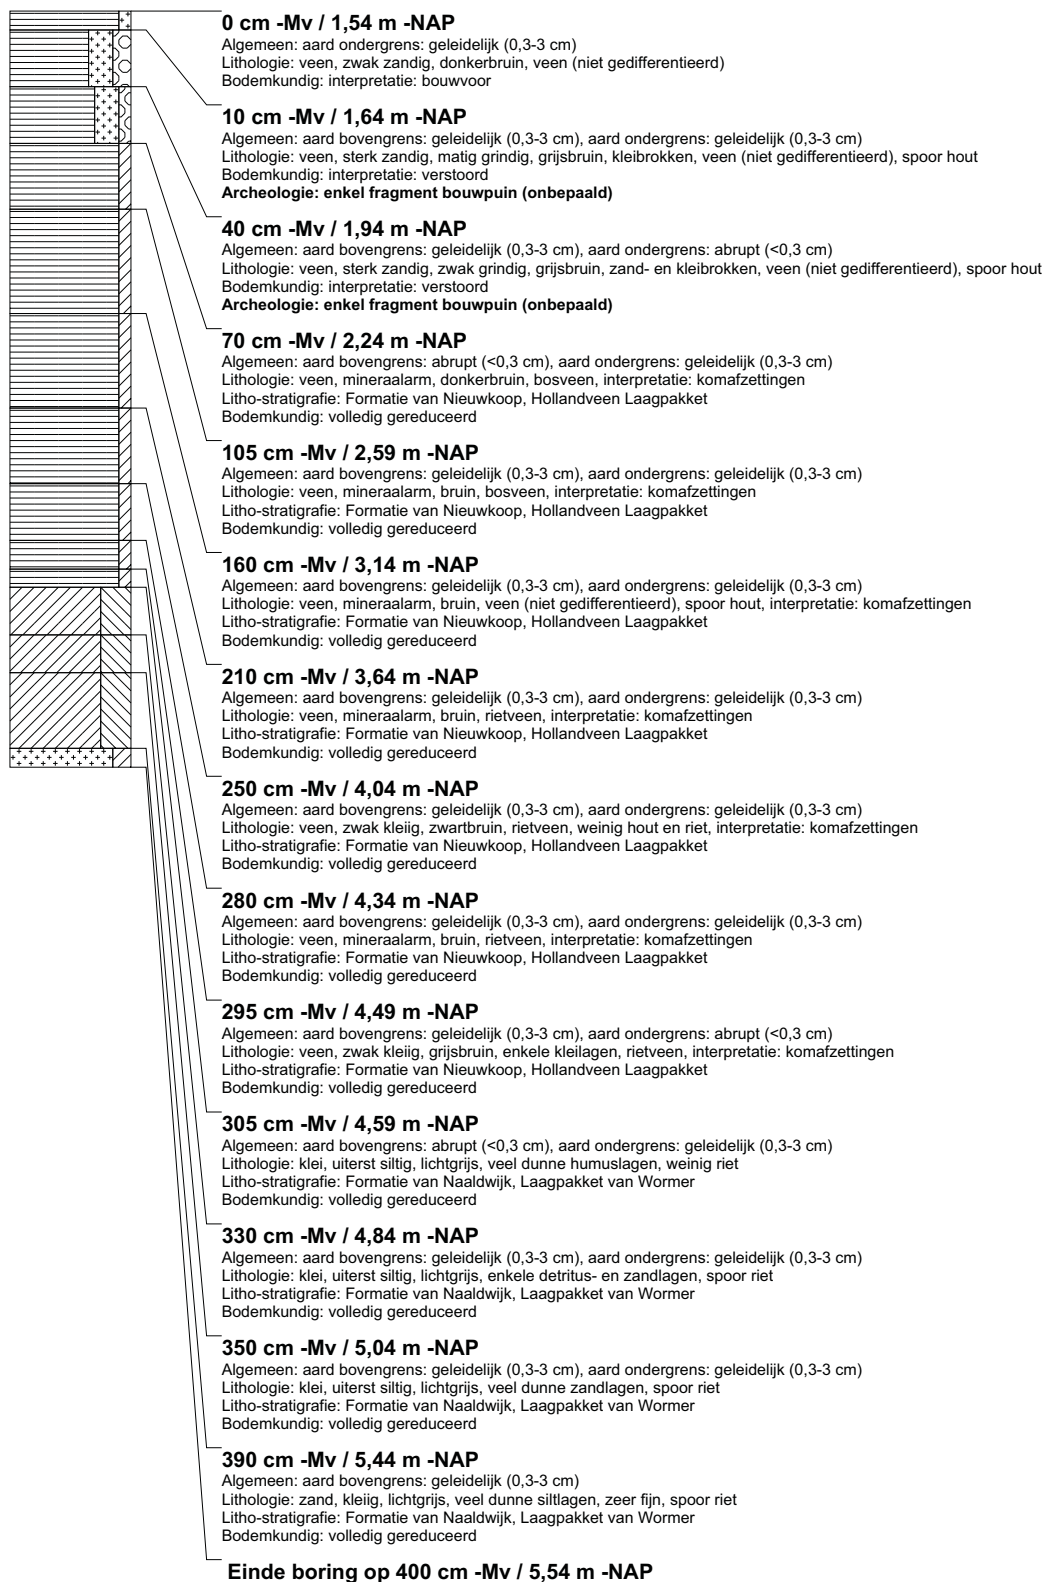 0 cm -Mv / 1,54 m -NAP
Algemeen: aard ondergrens: geleidelijk (0,3-3 cm)
Lithologie: veen, zwak zandig, donkerbruin, veen (niet gedifferentieerd)
Bodemkundig: interpretatie: bouwvoor
10 cm -Mv / 1,64 m -NAP
Algemeen: aard bovengrens: geleidelijk (0,3-3 cm), aard ondergrens: geleidelijk (0,3-3 cm)
Lithologie: veen, sterk zandig, matig grindig, grijsbruin, kleibrokken, veen (niet gedifferentieerd), spoor hout
Bodemkundig: interpretatie: verstoord
Archeologie: enkel fragment bouwpuin (onbepaald)
40 cm -Mv / 1,94 m -NAP
Algemeen: aard bovengrens: geleidelijk (0,3-3 cm), aard ondergrens: abrupt (<0,3 cm)
Lithologie: veen, sterk zandig, zwak grindig, grijsbruin, zand- en kleibrokken, veen (niet gedifferentieerd), spoor hout
Bodemkundig: interpretatie: verstoord
Archeologie: enkel fragment bouwpuin (onbepaald)
70 cm -Mv / 2,24 m -NAP
Algemeen: aard bovengrens: abrupt (<0,3 cm), aard ondergrens: geleidelijk (0,3-3 cm)
Lithologie: veen, mineraalarm, donkerbruin, bosveen, interpretatie: komafzettingen
Litho-stratigrafie: Formatie van Nieuwkoop, Hollandveen Laagpakket
Bodemkundig: volledig gereduceerd
105 cm -Mv / 2,59 m -NAP
Algemeen: aard bovengrens: geleidelijk (0,3-3 cm), aard ondergrens: geleidelijk (0,3-3 cm)
Lithologie: veen, mineraalarm, bruin, bosveen, interpretatie: komafzettingen
Litho-stratigrafie: Formatie van Nieuwkoop, Hollandveen Laagpakket
Bodemkundig: volledig gereduceerd
160 cm -Mv / 3,14 m -NAP
Algemeen: aard bovengrens: geleidelijk (0,3-3 cm), aard ondergrens: geleidelijk (0,3-3 cm)
Lithologie: veen, mineraalarm, bruin, veen (niet gedifferentieerd), spoor hout, interpretatie: komafzettingen
Litho-stratigrafie: Formatie van Nieuwkoop, Hollandveen Laagpakket
Bodemkundig: volledig gereduceerd
210 cm -Mv / 3,64 m -NAP
Algemeen: aard bovengrens: geleidelijk (0,3-3 cm), aard ondergrens: geleidelijk (0,3-3 cm)
Lithologie: veen, mineraalarm, bruin, rietveen, interpretatie: komafzettingen
Litho-stratigrafie: Formatie van Nieuwkoop, Hollandveen Laagpakket
Bodemkundig: volledig gereduceerd
250 cm -Mv / 4,04 m -NAP
Algemeen: aard bovengrens: geleidelijk (0,3-3 cm), aard ondergrens: geleidelijk (0,3-3 cm)
Lithologie: veen, zwak kleiig, zwartbruin, rietveen, weinig hout en riet, interpretatie: komafzettingen
Litho-stratigrafie: Formatie van Nieuwkoop, Hollandveen Laagpakket
Bodemkundig: volledig gereduceerd
280 cm -Mv / 4,34 m -NAP
Algemeen: aard bovengrens: geleidelijk (0,3-3 cm), aard ondergrens: geleidelijk (0,3-3 cm)
Lithologie: veen, mineraalarm, bruin, rietveen, interpretatie: komafzettingen
Litho-stratigrafie: Formatie van Nieuwkoop, Hollandveen Laagpakket
Bodemkundig: volledig gereduceerd
295 cm -Mv / 4,49 m -NAP
Algemeen: aard bovengrens: geleidelijk (0,3-3 cm), aard ondergrens: abrupt (<0,3 cm)
Lithologie: veen, zwak kleiig, grijsbruin, enkele kleilagen, rietveen, interpretatie: komafzettingen
Litho-stratigrafie: Formatie van Nieuwkoop, Hollandveen Laagpakket
Bodemkundig: volledig gereduceerd
305 cm -Mv / 4,59 m -NAP
Algemeen: aard bovengrens: abrupt (<0,3 cm), aard ondergrens: geleidelijk (0,3-3 cm)
Lithologie: klei, uiterst siltig, lichtgrijs, veel dunne humuslagen, weinig riet
Litho-stratigrafie: Formatie van Naaldwijk, Laagpakket van Wormer
Bodemkundig: volledig gereduceerd
330 cm -Mv / 4,84 m -NAP
Algemeen: aard bovengrens: geleidelijk (0,3-3 cm), aard ondergrens: geleidelijk (0,3-3 cm)
Lithologie: klei, uiterst siltig, lichtgrijs, enkele detritus- en zandlagen, spoor riet
Litho-stratigrafie: Formatie van Naaldwijk, Laagpakket van Wormer
Bodemkundig: volledig gereduceerd
350 cm -Mv / 5,04 m -NAP
Algemeen: aard bovengrens: geleidelijk (0,3-3 cm), aard ondergrens: geleidelijk (0,3-3 cm)
Lithologie: klei, uiterst siltig, lichtgrijs, veel dunne zandlagen, spoor riet
Litho-stratigrafie: Formatie van Naaldwijk, Laagpakket van Wormer
Bodemkundig: volledig gereduceerd
390 cm -Mv / 5,44 m -NAP
Algemeen: aard bovengrens: geleidelijk (0,3-3 cm)
Lithologie: zand, kleiig, lichtgrijs, veel dunne siltlagen, zeer fijn, spoor riet
Litho-stratigrafie: Formatie van Naaldwijk, Laagpakket van Wormer
Bodemkundig: volledig gereduceerd
Einde boring op 400 cm -Mv / 5,54 m -NAP